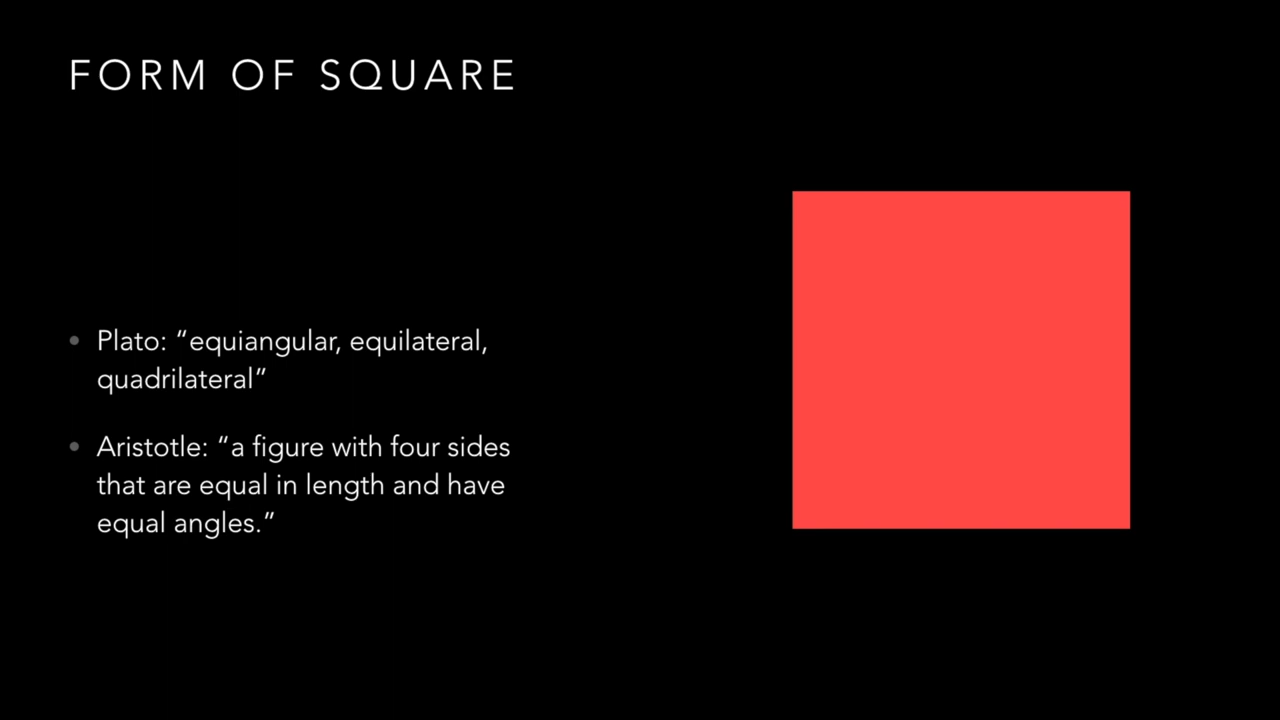 FORM OF SQUARE
• Plato: “equiangular, equilateral,
quadrilateral”
• Aristotle: “a figure with four sides
that are equal in length and have
equal angles.”